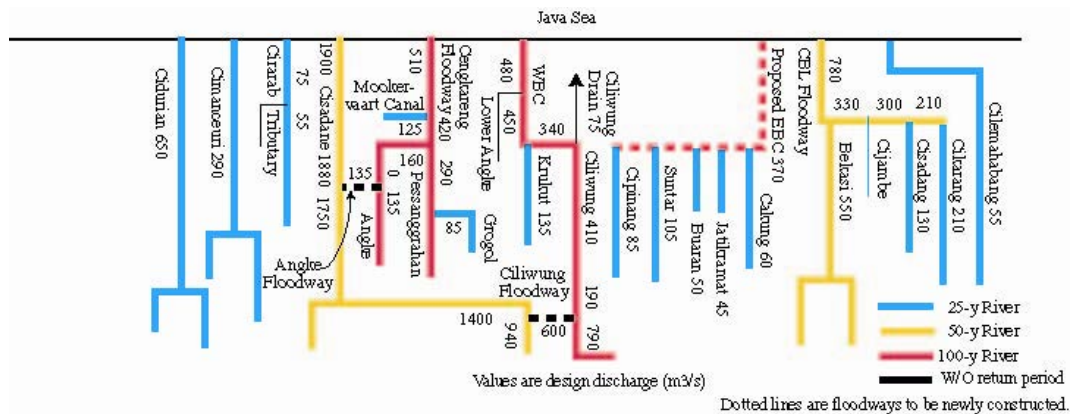 Java Sea
Cidurian 650
Cimanceuri 290
Cirarab
Tributary
75
55
1900 Cisadane 1880 1750
Mooker-
vaart Canal
125
510
Cengkareng
Floodway 420
290
160
0
135
135
Pessanggrahan
Angke
Angke
Floodway
85
Grogol
480
WBC
450
Lower Angke
340
Krukut 135
Ciliwung
Drain 75
Ciliwung 410
190
790
Ciliwung
Floodway
600
1400
940
Cipinang 85
Suntar 105
Buaran 50
Jatikramat 45
Cakung 60
Proposed EBC 370
CBL Floodway
780
330
300
210
Bekasi 550
Cijambe
Cisadang 130
Cikarang 210
Cilemahabang 55
25-y River
50-y River
100-y River
W/O return period
Values are design discharge (m3/s)
Dotted lines are floodways to be newly constructed.